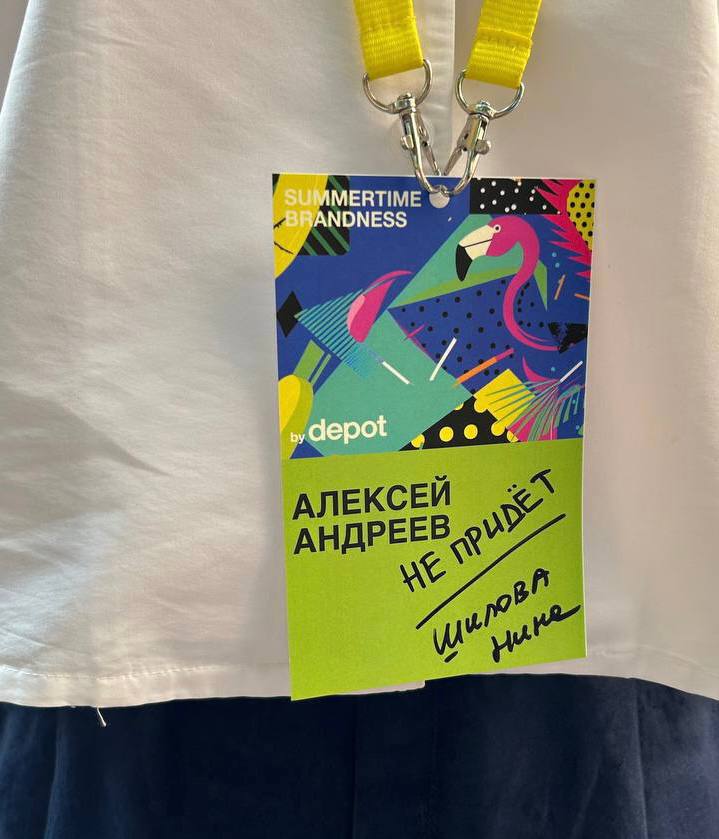 SUMMERTIME
BRANDNESS
by depot
АЛЕКСЕЙ
АНДРЕЕВ
НЕ ПРИДЁТ
Шилова
Нина